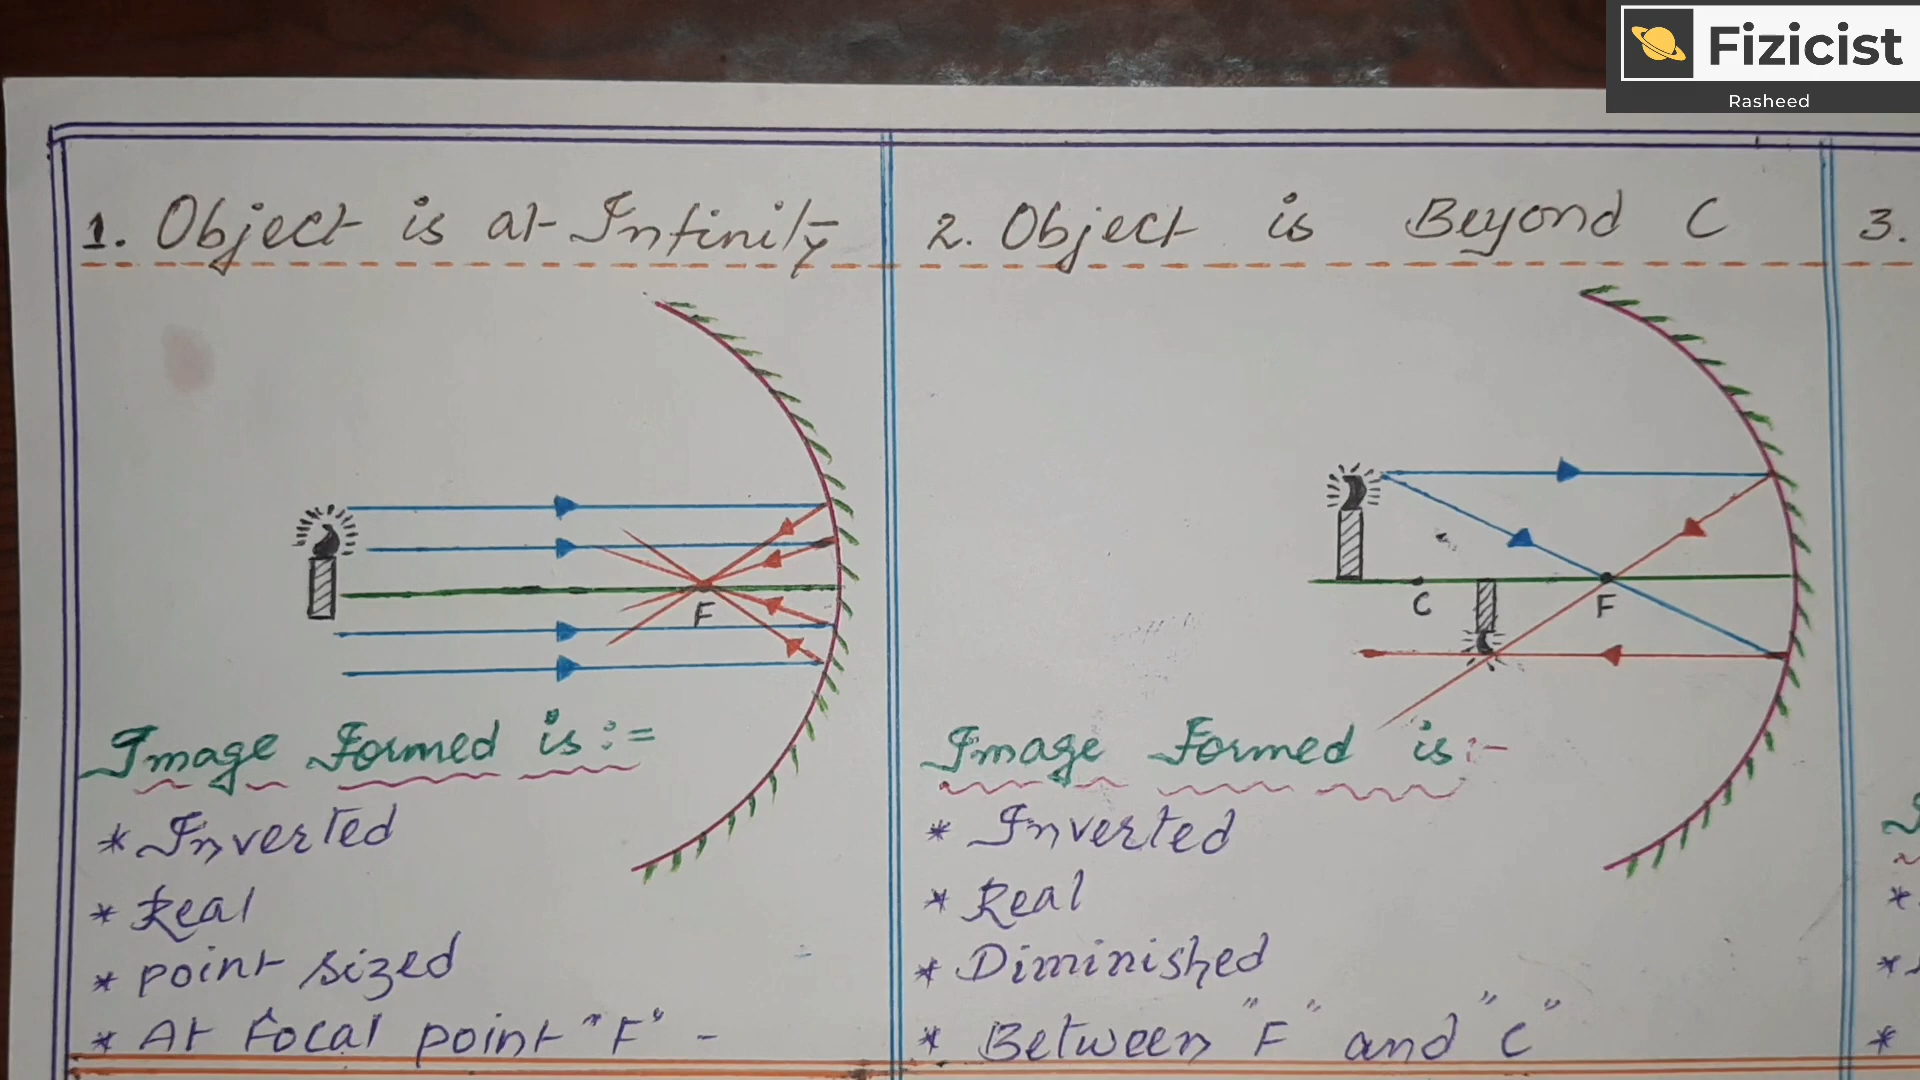 Fizicist
Rasheed
1. Object is at Infinity
F
Image Formed is:=
* Inverted
* Real
* point sized
* At Focal point "F" -
2. Object is Beyond C
C
F
Image Formed is:-
* Inverted
* Real
* Diminished
* Between "F" and "C"
3.
*
*
*